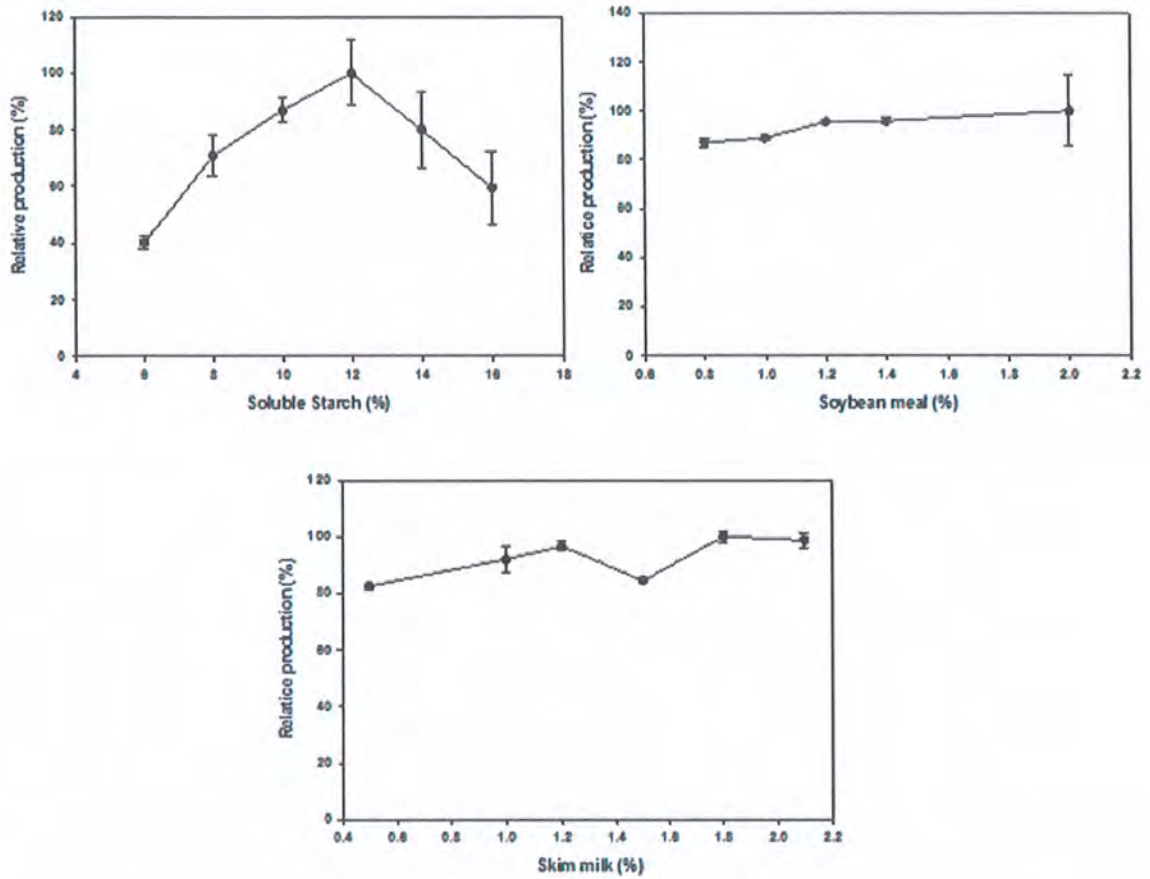 120
100
80
60
40
20
0
Relative production (%)
4 6 8 10 12 14 16 18
Soluble Starch (%)
140
120
100
80
60
40
20
0
Relatice production (%)
0.6 0.8 1.0 1.2 1.4 1.6 1.8 2.0 2.2
Soybean meal (%)
120
100
80
60
40
20
0
Relatice production (%)
0.4 0.6 0.8 1.0 1.2 1.4 1.6 1.8 2.0 2.2
Skim milk (%)